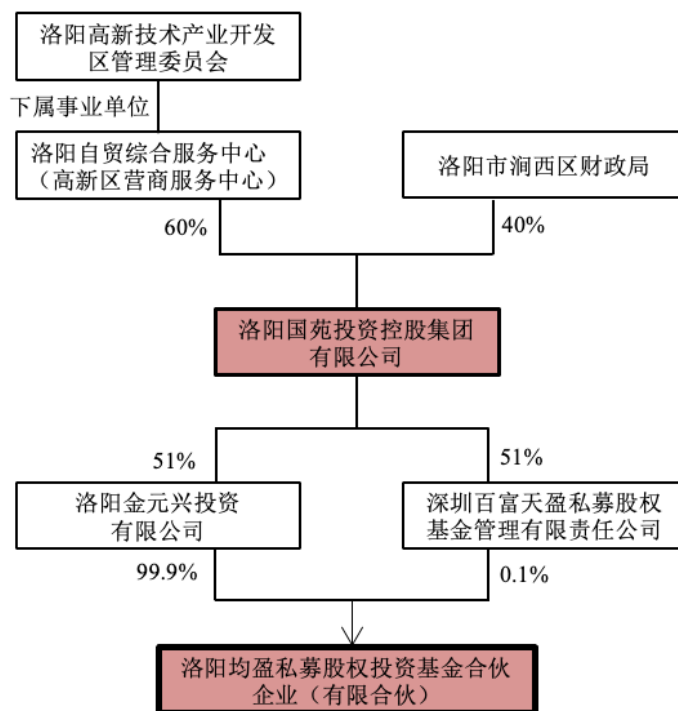 洛阳高新技术产业开发
区管理委员会
下属事业单位
洛阳自贸综合服务中心
（高新区营商服务中心）
洛阳市涧西区财政局
60%
40%
洛阳国苑投资控股集团
有限公司
51%
51%
洛阳金元兴投资
有限公司
深圳百富天盈私募股权
基金管理有限责任公司
99.9%
0.1%
洛阳均盈私募股权投资基金合伙
企业（有限合伙）